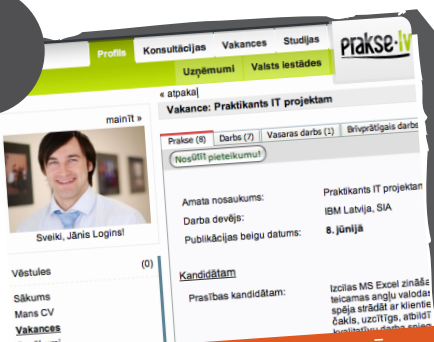 Profils Konsultācijas Vakances Studijas
prakse.lv
Uzņēmumi Valsts iestādes
« atpakaļ
Vakance: Praktikants IT projektam
mainīt »
Prakse (8) Darbs (7) Vasaras darbs (1) Brīvprātīgais darbs
Nosūtīt pieteikumu!
Amata nosaukums: Praktikants IT projektam
Darba devējs: IBM Latvija, SIA
Publikācijas beigu datums: 8. jūnijā
Sveiki, Jānis Logins!
Kandidātam
Vēstules (0)
Prasības kandidātam: Izcilas MS Excel zināša
teicamas angļu valodas
spēja strādāt ar klientie
čakls, uzcītīgs, atbildī
Sākums
Mans CV
Vakances